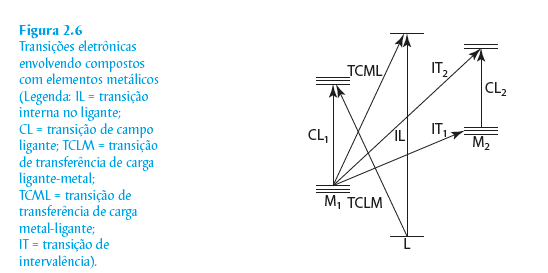 Figura 2.6
Transições eletrônicas
envolvendo compostos
com elementos metálicos
(Legenda: IL = transição
interna no ligante;
CL = transição de campo
ligante; TCLM = transição
de transferência de carga
ligante-metal;
TCML = transição de
transferência de carga
metal-ligante;
IT = transição de
intervalência).
TCML
IT2
CL2
CL1
IL
IT1
M2
M1
TCLM
L